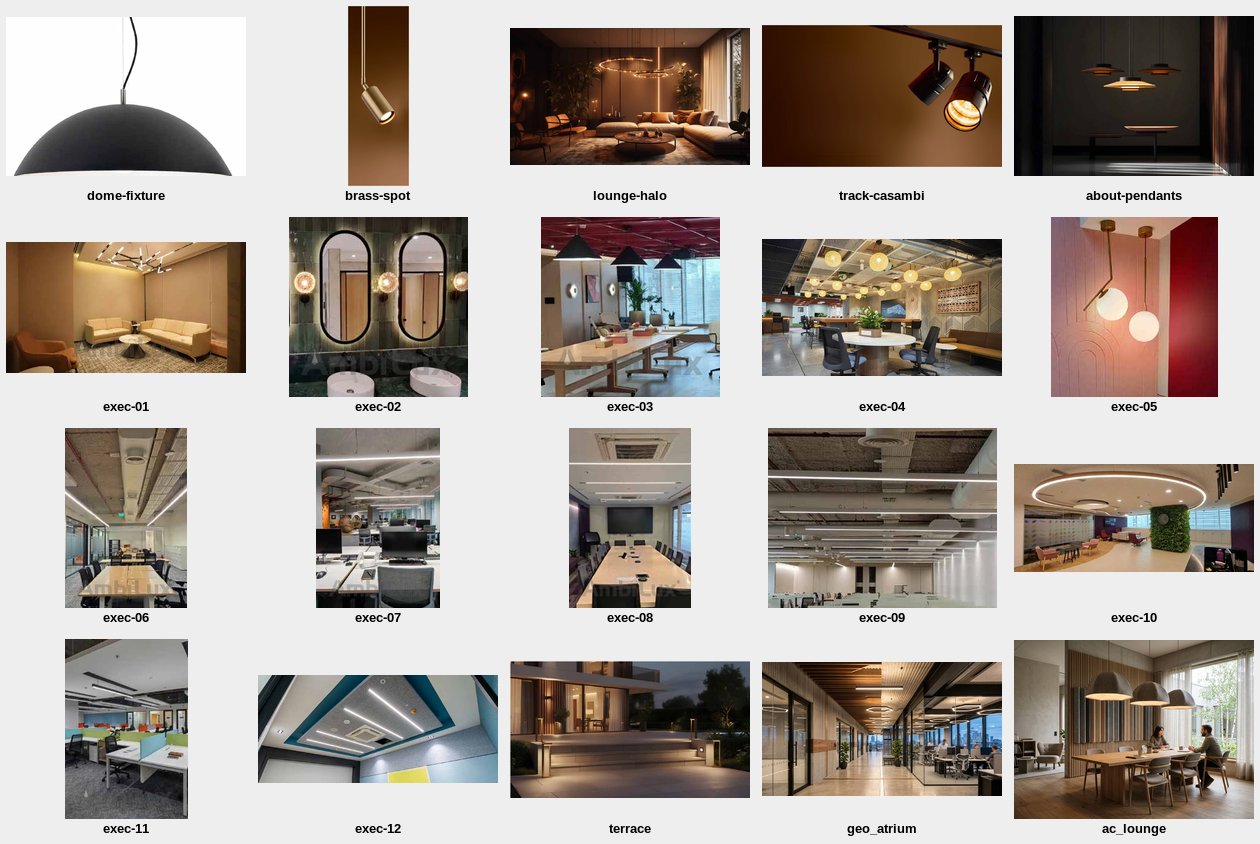 dome-fixture
brass-spot
lounge-halo
track-casambi
about-pendants
exec-01
exec-02
exec-03
exec-04
exec-05
exec-06
exec-07
exec-08
exec-09
exec-10
exec-11
exec-12
terrace
geo_atrium
ac_lounge